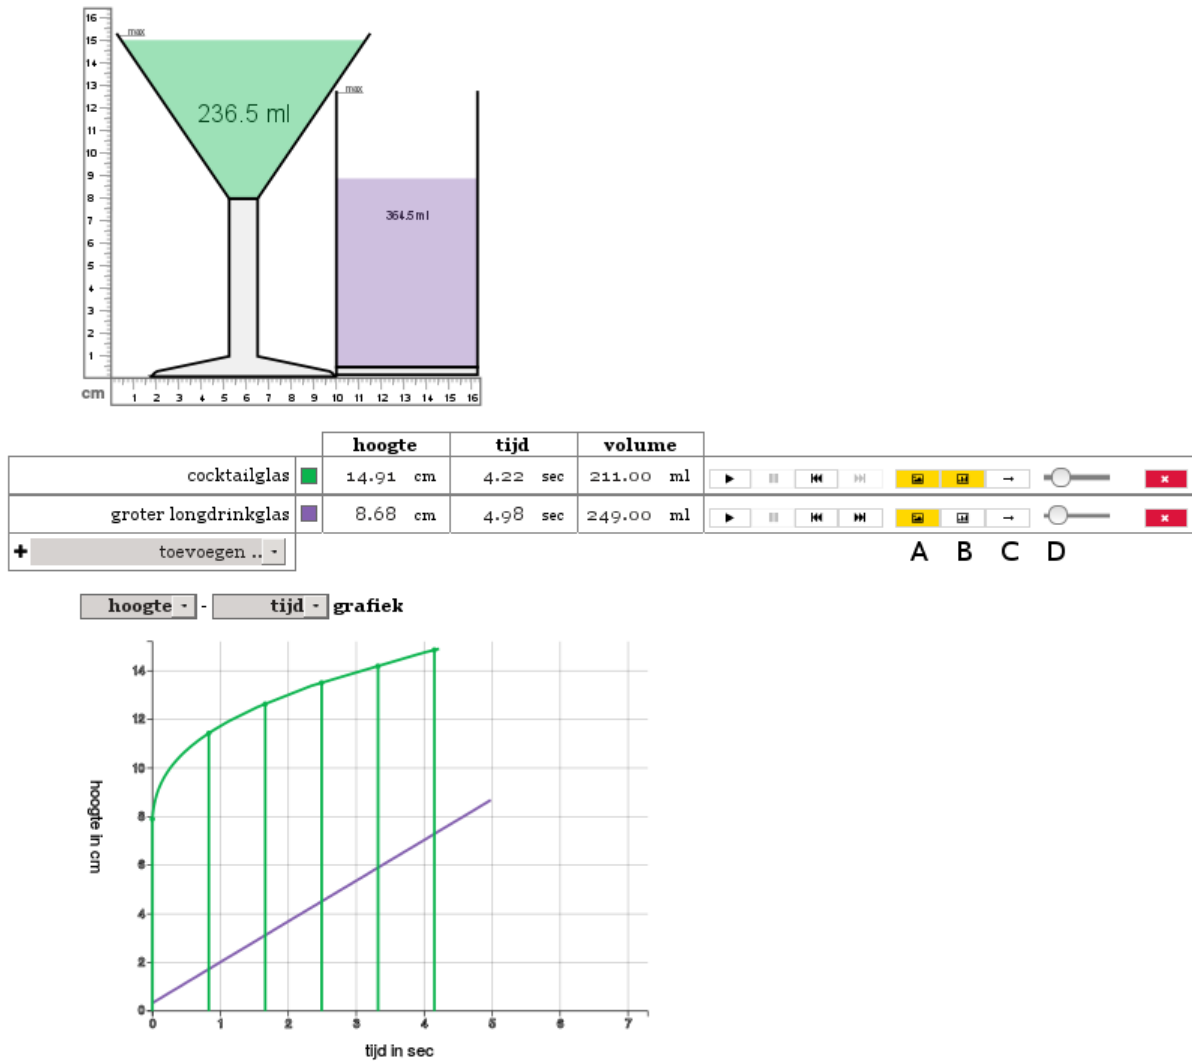 16
15
14
13
12
11
10
9
8
7
6
5
4
3
2
1
cm
1 2 3 4 5 6 7 8 9 10 11 12 13 14 15 16
max
236.5 ml
max
364.5 ml
hoogte tijd volume
cocktailglas 14.91 cm 4.22 sec 211.00 ml
groter longdrinkglas 8.68 cm 4.98 sec 249.00 ml
toevoegen ..
A B C D
hoogte - tijd grafiek
14
12
10
8
6
4
2
0
hoogte in cm
0 1 2 3 4 5 6 7
tijd in sec